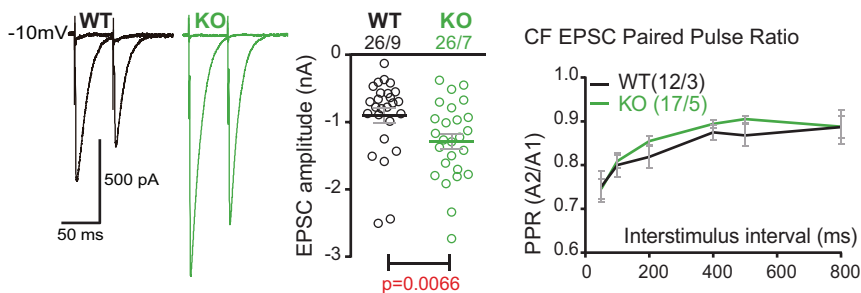 WT
KO
-10mV
500 pA
50 ms
WT
KO
26/9
26/7
EPSC amplitude (nA)
0
-1
-2
-3
p=0.0066
CF EPSC Paired Pulse Ratio
WT(12/3)
KO (17/5)
PPR (A2/A1)
1.0
0.9
0.8
0.7
0.6
Interstimulus interval (ms)
0
200
400
600
800